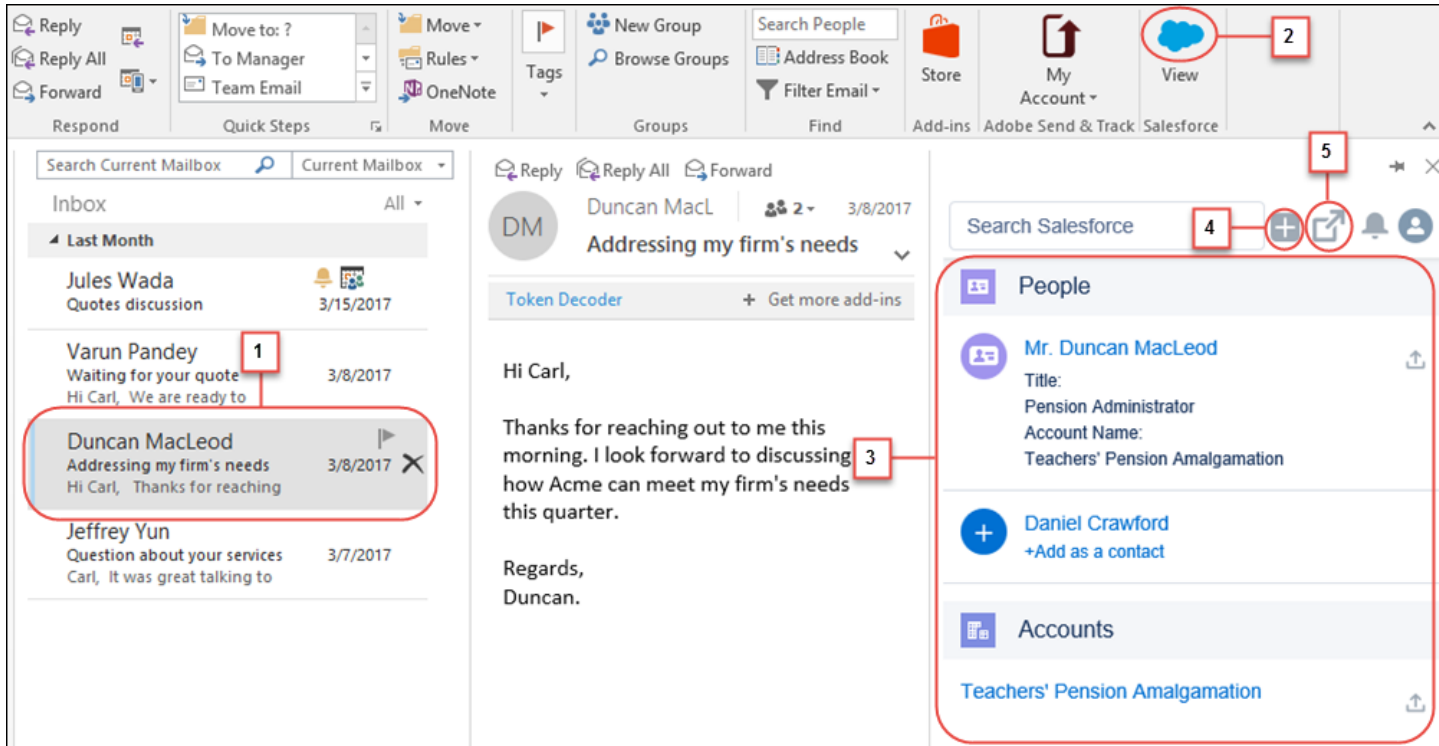 Reply
Reply All
Forward
Respond
Move to: ?
To Manager
Team Email
Quick Steps
Move
Rules
OneNote
Move
Tags
New Group
Browse Groups
Groups
Search People
Address Book
Filter Email
Find
Store
Add-ins
My
Account
Adobe Send & Track
View
Salesforce
2
Search Current Mailbox
Current Mailbox
Inbox
All
Last Month
Jules Wada
Quotes discussion
3/15/2017
Varun Pandey
Waiting for your quote
3/8/2017
Hi Carl, We are ready to
1
Duncan MacLeod
Addressing my firm's needs
3/8/2017
Hi Carl, Thanks for reaching
Jeffrey Yun
Question about your services
3/7/2017
Carl, It was great talking to
Reply Reply All Forward
DM
Duncan MacL
2
3/8/2017
Addressing my firm's needs
Token Decoder
+ Get more add-ins
Hi Carl,
Thanks for reaching out to me this
morning. I look forward to discussing
how Acme can meet my firm's needs
this quarter.
Regards,
Duncan.
3
5
Search Salesforce
4
People
Mr. Duncan MacLeod
Title:
Pension Administrator
Account Name:
Teachers' Pension Amalgamation
Daniel Crawford
+Add as a contact
Accounts
Teachers' Pension Amalgamation